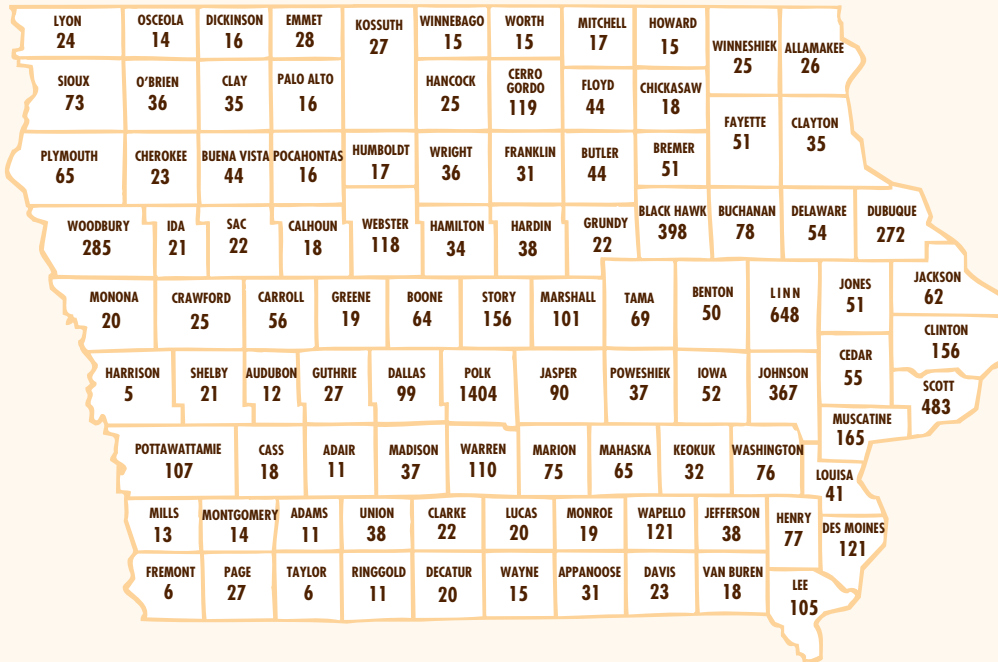 LYON
24
OSCEOLA
14
DICKINSON
16
EMMET
28
KOSSUTH
27
WINNEBAGO
15
WORTH
15
MITCHELL
17
HOWARD
15
WINNESHIEK
25
ALLAMAKEE
26
SIOUX
73
O'BRIEN
36
CLAY
35
PALO ALTO
16
HANCOCK
25
CERRO
GORDO
119
FLOYD
44
CHICKASAW
18
FAYETTE
51
CLAYTON
35
PLYMOUTH
65
CHEROKEE
23
BUENA VISTA
44
POCAHONTAS
16
HUMBOLDT
17
WRIGHT
36
FRANKLIN
31
BUTLER
44
BREMER
51
WOODBURY
285
IDA
21
SAC
22
CALHOUN
18
WEBSTER
118
HAMILTON
34
HARDIN
38
GRUNDY
22
BLACK HAWK
398
BUCHANAN
78
DELAWARE
54
DUBUQUE
272
MONONA
20
CRAWFORD
25
CARROLL
56
GREENE
19
BOONE
64
STORY
156
MARSHALL
101
TAMA
69
BENTON
50
LINN
648
JONES
51
JACKSON
62
CLINTON
156
HARRISON
5
SHELBY
21
AUDUBON
12
GUTHRIE
27
DALLAS
99
POLK
1404
JASPER
90
POWESHIEK
37
IOWA
52
JOHNSON
367
CEDAR
55
SCOTT
483
MUSCATINE
165
POTTAWATTAMIE
107
CASS
18
ADAIR
11
MADISON
37
WARREN
110
MARION
75
MAHASKA
65
KEOKUK
32
WASHINGTON
76
LOUISA
41
MILLS
13
MONTGOMERY
14
ADAMS
11
UNION
38
CLARKE
22
LUCAS
20
MONROE
19
WAPELLO
121
JEFFERSON
38
HENRY
77
DES MOINES
121
FREMONT
6
PAGE
27
TAYLOR
6
RINGGOLD
11
DECATUR
20
WAYNE
15
APPANOOSE
31
DAVIS
23
VAN BUREN
18
LEE
105